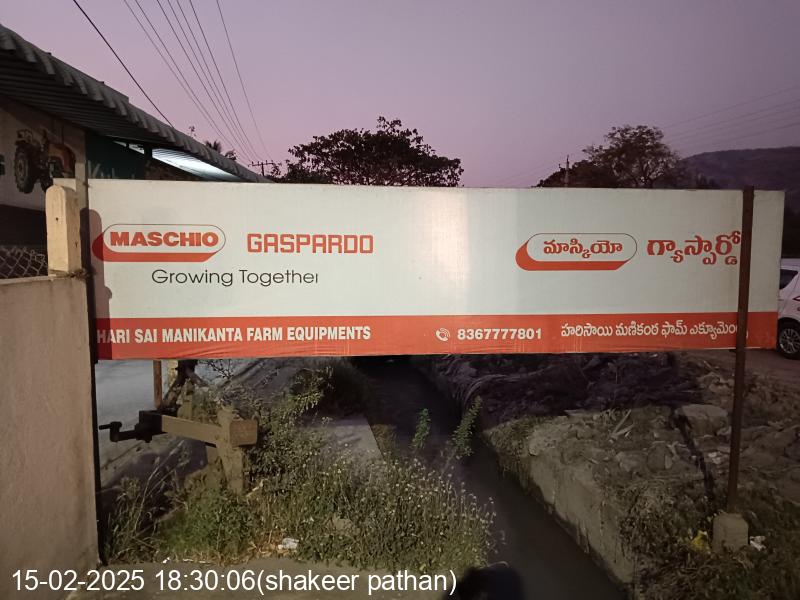 MASCHIO GASPARDO
Growing Together
మాస్కియో గ్యాస్పార్డో
HARI SAI MANIKANTA FARM EQUIPMENTS 8367777801 హరిసాయి మణికంఠ ఫామ్
15-02-2025 18:30:06(shakeer pathan)